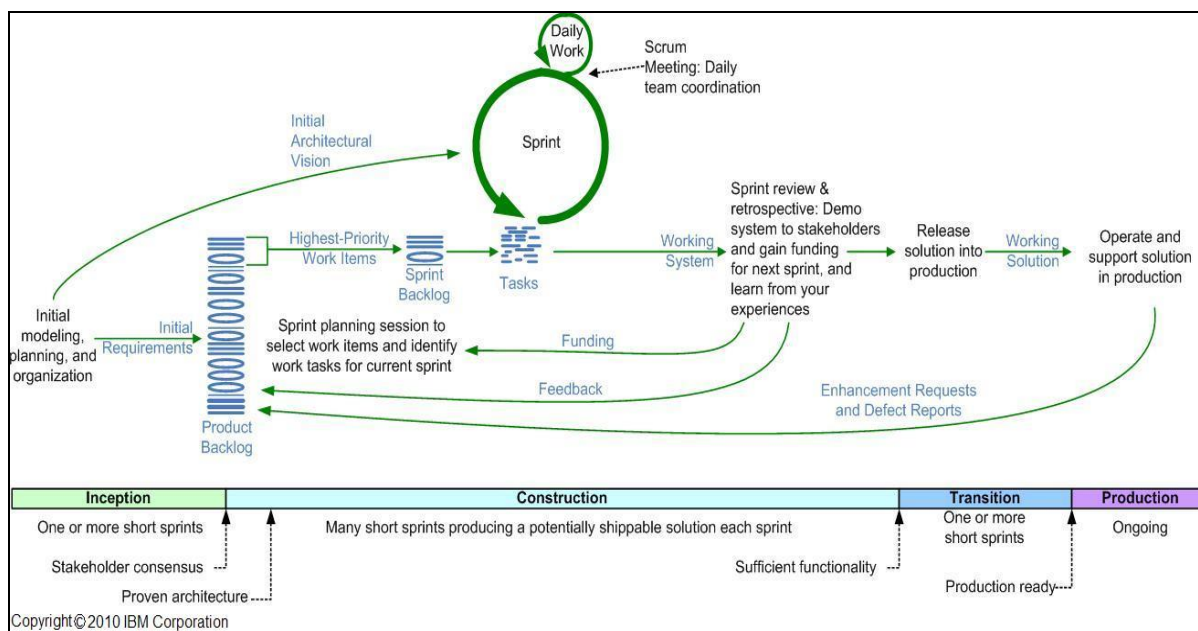 Daily
Work
Scrum
Meeting: Daily
team coordination
Initial
Architectural
Vision
Sprint
Sprint review &
retrospective: Demo
system to stakeholders
and gain funding
for next sprint, and
learn from your
experiences
Highest-Priority
Work Items
Sprint
Backlog
Tasks
Working
System
Release
solution into
production
Working
Solution
Operate and
support solution
in production
Initial
modeling,
planning, and
organization
Initial
Requirements
Sprint planning session to
select work items and identify
work tasks for current sprint
Funding
Feedback
Enhancement Requests
and Defect Reports
Product
Backlog
Inception
Construction
Transition
Production
One or more short sprints
Many short sprints producing a potentially shippable solution each sprint
One or more
short sprints
Ongoing
Stakeholder consensus
Sufficient functionality
Production ready
Proven architecture
Copyright©2010 IBM Corporation